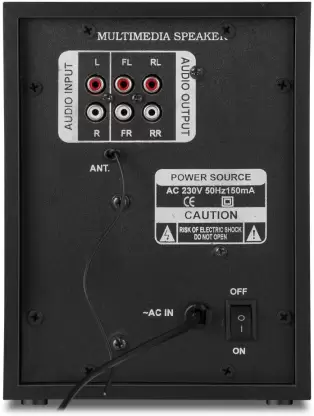 MULTIMEDIA SPEAKER
AUDIO INPUT
L FL RL
R FR RR
AUDIO OUTPUT
ANT.
POWER SOURCE
AC 230V 50Hz150mA
CE
CAUTION
RISK OF ELECTRIC SHOCK
DO NOT OPEN
OFF
~AC IN
O
I
ON